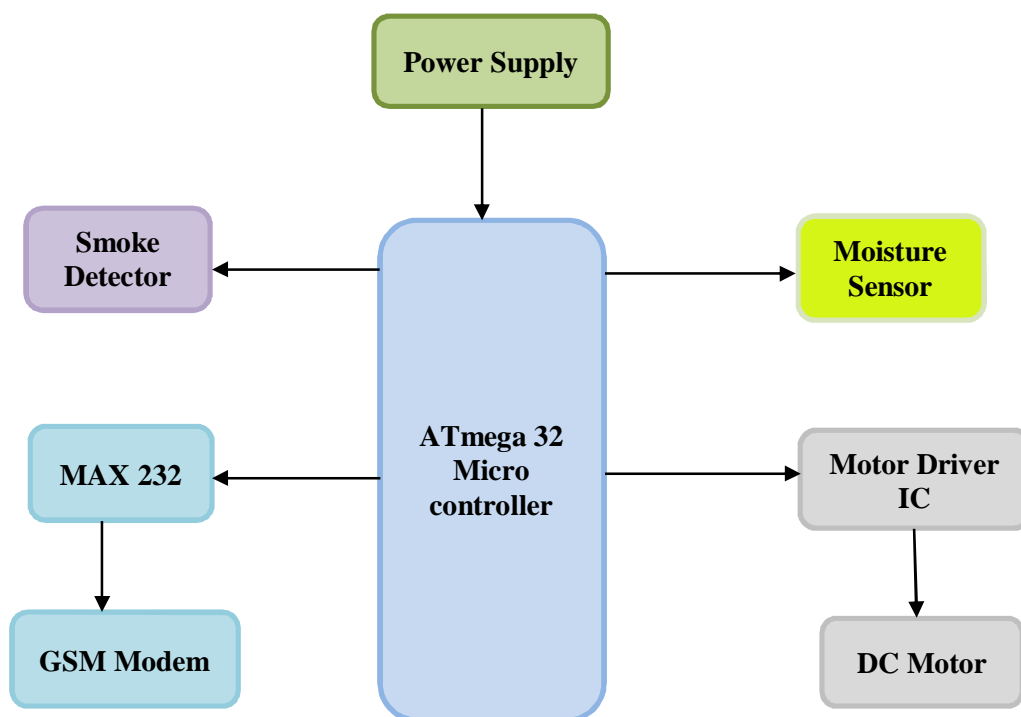 Power Supply
Smoke
Detector
Moisture
Sensor
MAX 232
ATmega 32
Micro
controller
Motor Driver
IC
GSM Modem
DC Motor